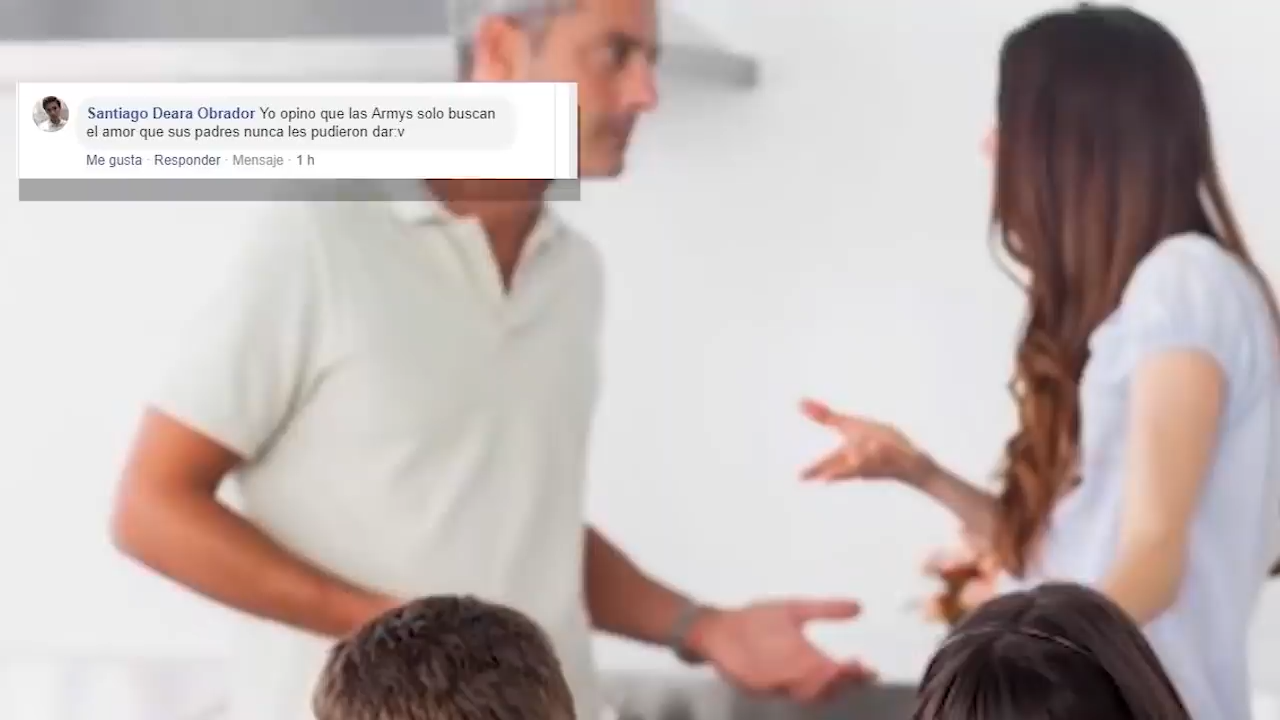 Santiago Deara Obrador Yo opino que las Armys solo buscan
el amor que sus padres nunca les pudieron dar:v
Me gusta · Responder · Mensaje · 1 h